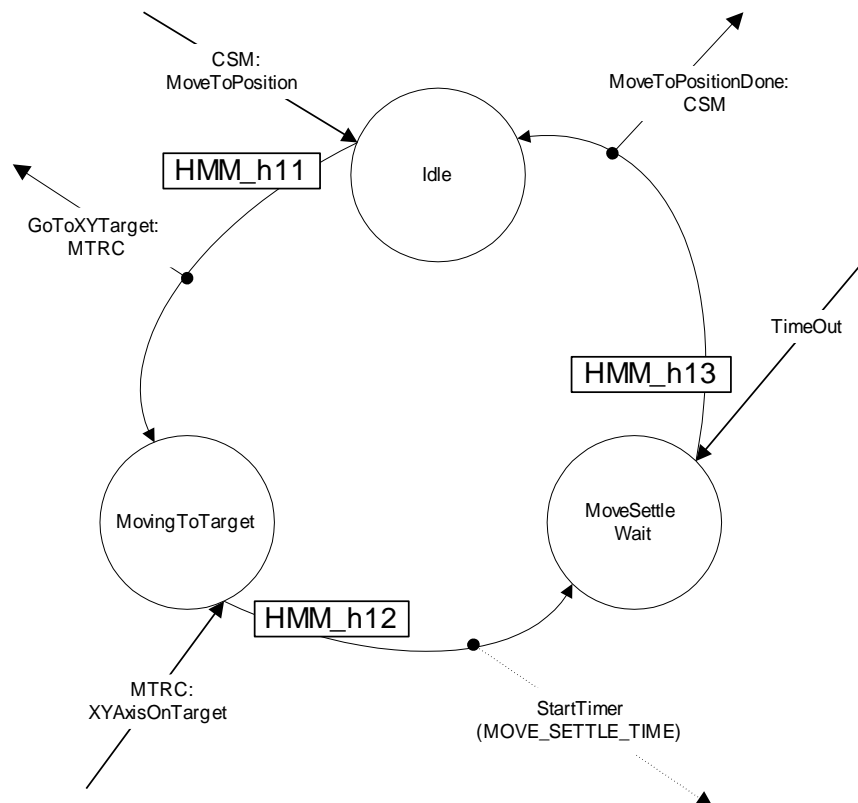 CSM:
MoveToPosition
MoveToPositionDone:
CSM
HMM_h11
Idle
GoToXYTarget:
MTRC
TimeOut
HMM_h13
MovingToTarget
MoveSettle
Wait
HMM_h12
MTRC:
XYAxisOnTarget
StartTimer
(MOVE_SETTLE_TIME)